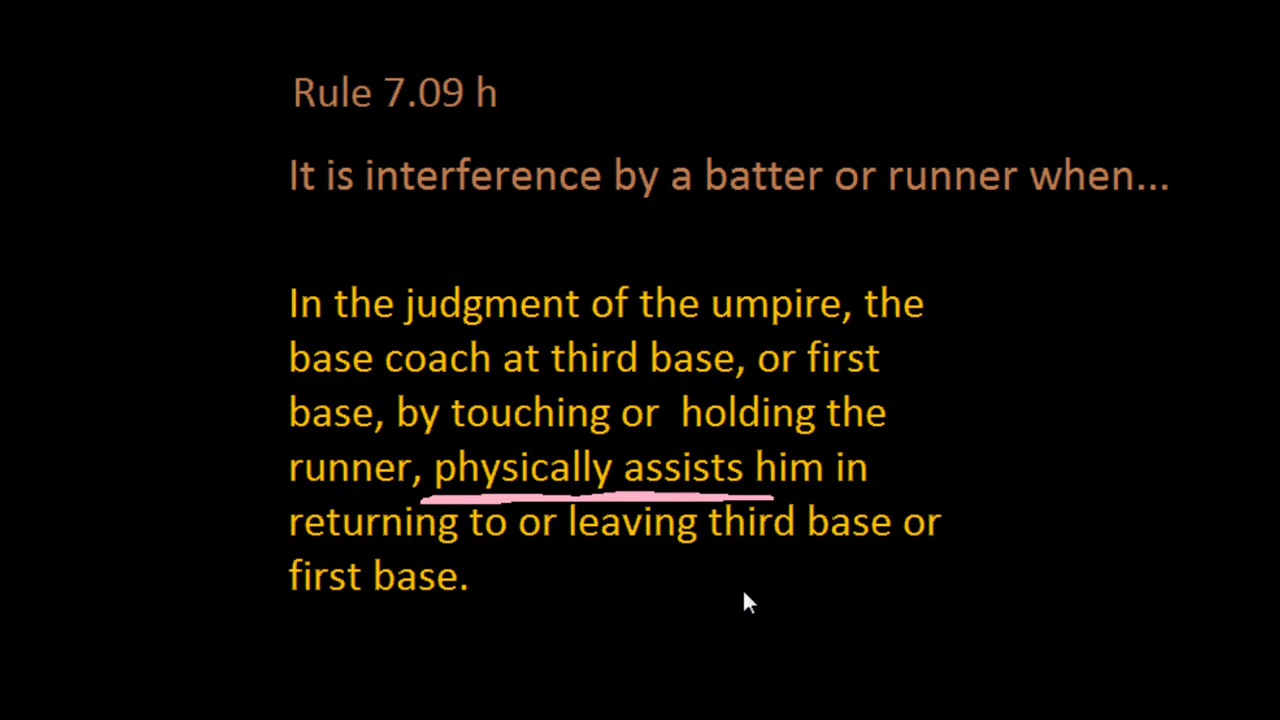 Rule 7.09 h
It is interference by a batter or runner when...
In the judgment of the umpire, the
base coach at third base, or first
base, by touching or  holding the
runner, physically assists him in
returning to or leaving third base or
first base.